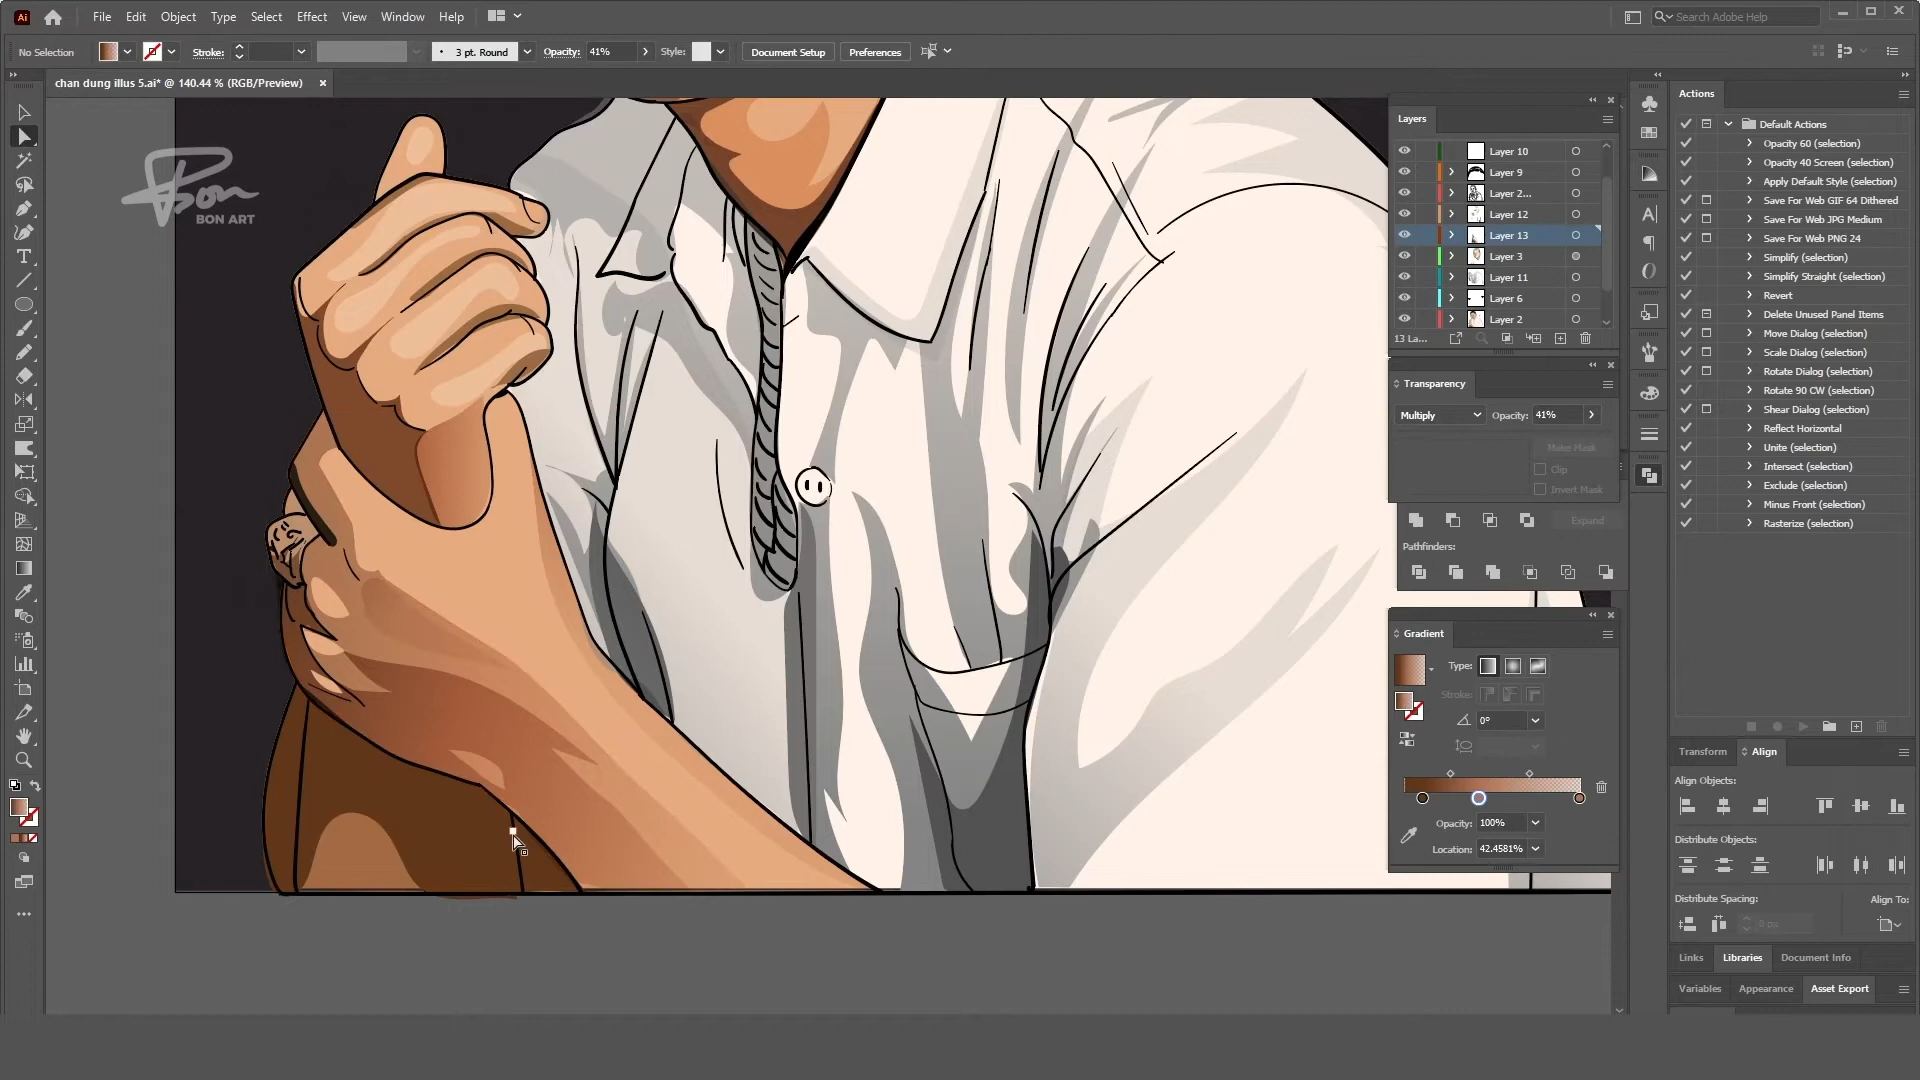 Ai File Edit Object Type Select Effect View Window Help Search Adobe Help
No Selection Stroke: 3 pt. Round Opacity: 41% Style: Document Setup Preferences
chan dung illus 5.ai* @ 140.44 % (RGB/Preview)
Bon
BON ART
Layers
Layer 10
Layer 9
Layer 2...
Layer 12
Layer 13
Layer 3
Layer 11
Layer 6
Layer 2
13 La...
Transparency
Multiply Opacity: 41%
Make Mask
Clip
Invert Mask
Expand
Pathfinders:
Gradient
Type:
Stroke:
0°
Opacity: 100%
Location: 42.4581%
Actions
Default Actions
Opacity 60 (selection)
Opacity 40 Screen (selection)
Apply Default Style (selection)
Save For Web GIF 64 Dithered
Save For Web JPG Medium
Save For Web PNG 24
Simplify (selection)
Simplify Straight (selection)
Revert
Delete Unused Panel Items
Move Dialog (selection)
Scale Dialog (selection)
Rotate Dialog (selection)
Rotate 90 CW (selection)
Shear Dialog (selection)
Reflect Horizontal
Unite (selection)
Intersect (selection)
Exclude (selection)
Minus Front (selection)
Rasterize (selection)
Transform Align
Align Objects:
Distribute Objects:
Distribute Spacing: Align To:
0 px
Links Libraries Document Info
Variables Appearance Asset Export